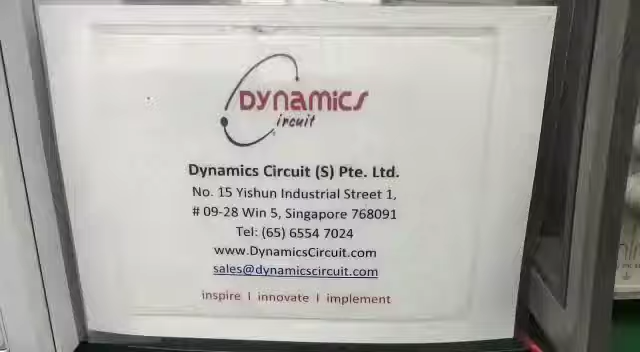 DYNAMICS
ircuit
Dynamics Circuit (S) Pte. Ltd.
No. 15 Yishun Industrial Street 1,
# 09-28 Win 5, Singapore 768091
Tel: (65) 6554 7024
www.DynamicsCircuit.com
sales@dynamicscircuit.com
inspire I innovate I implement